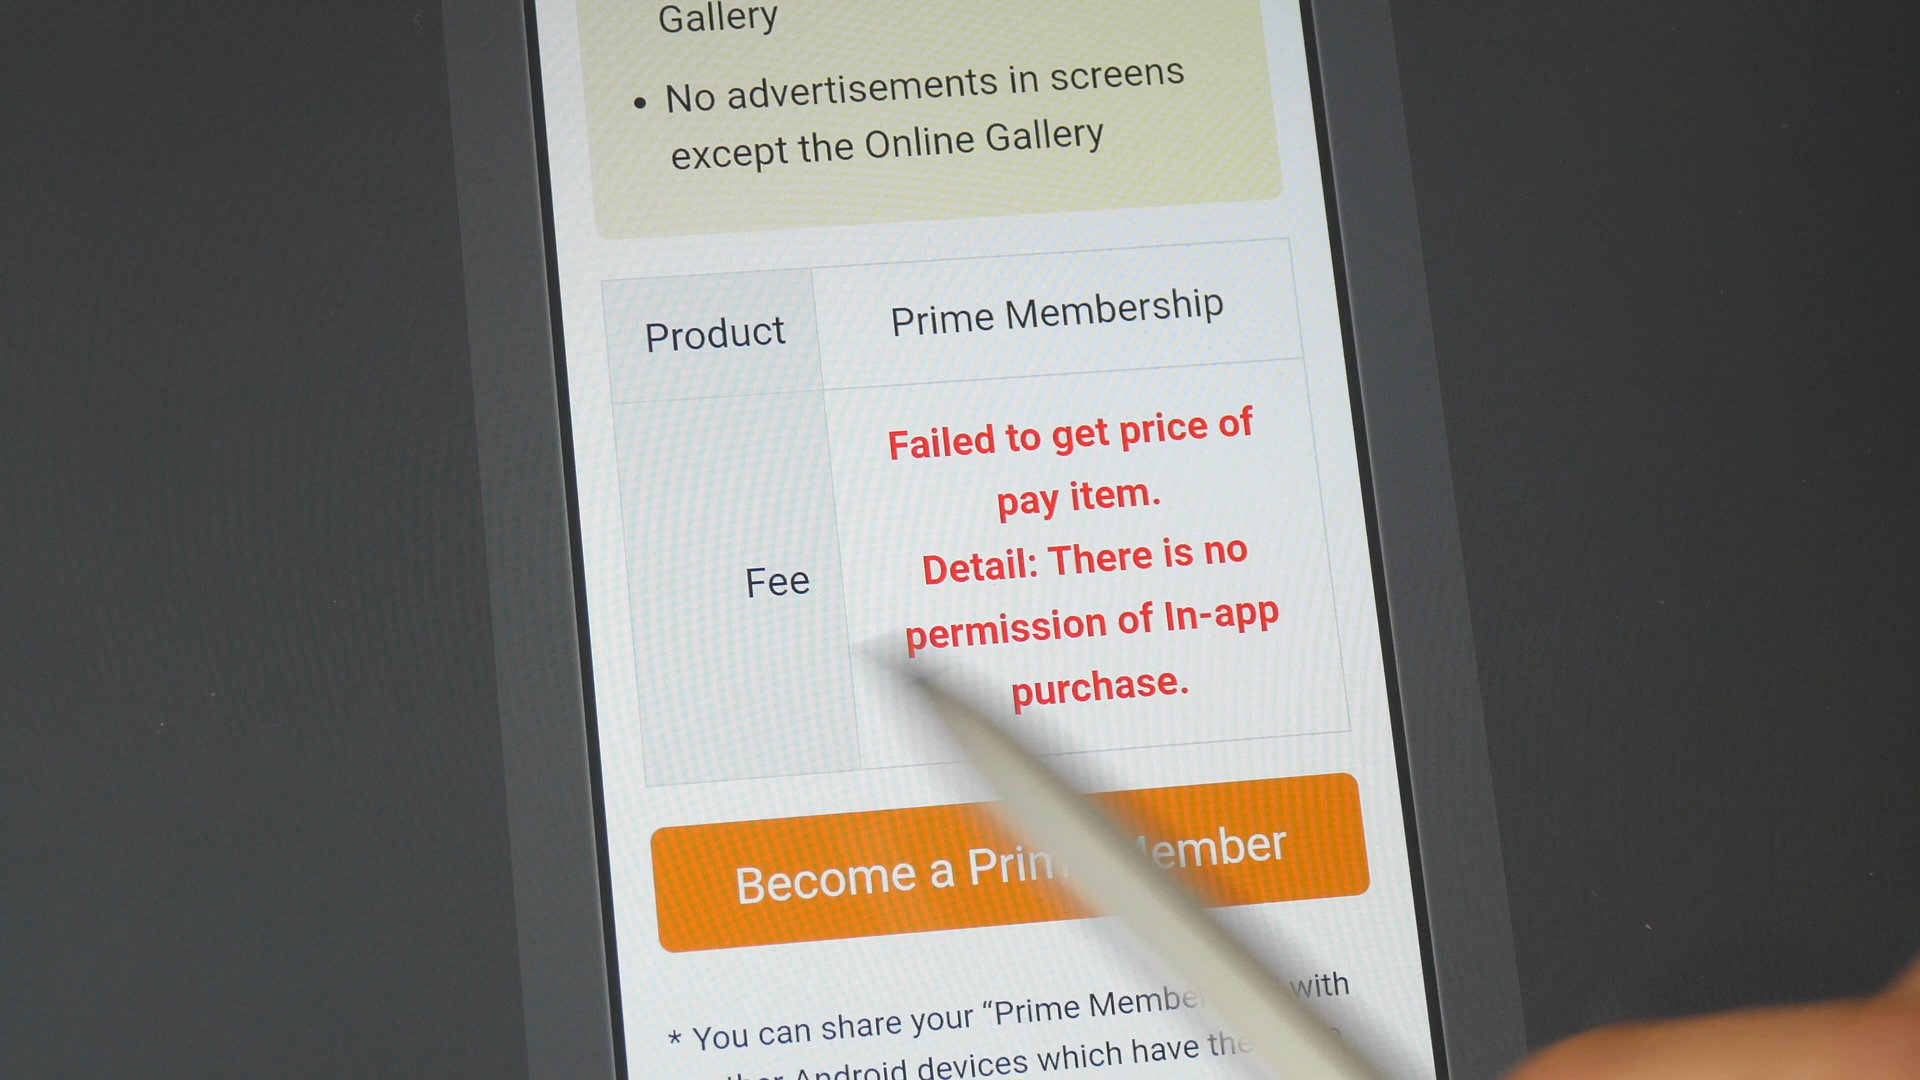 Gallery
• No advertisements in screens
except the Online Gallery
Product
Prime Membership
Fee
Failed to get price of
pay item.
Detail: There is no
permission of In-app
purchase.
Become a Prim ember
* You can share your “Prime Membe with
Android devices which have the